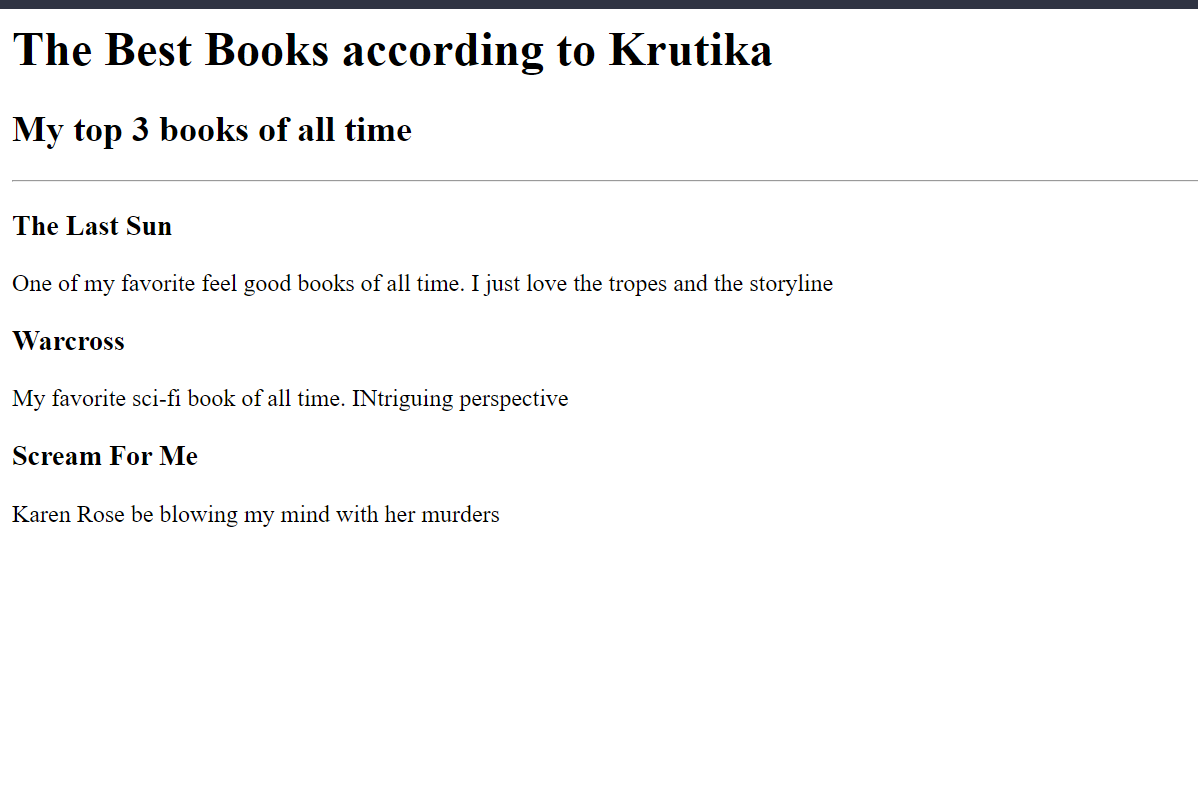 The Best Books according to Krutika
My top 3 books of all time
The Last Sun
One of my favorite feel good books of all time. I just love the tropes and the storyline
Warcross
My favorite sci-fi book of all time. INtriguing perspective
Scream For Me
Karen Rose be blowing my mind with her murders